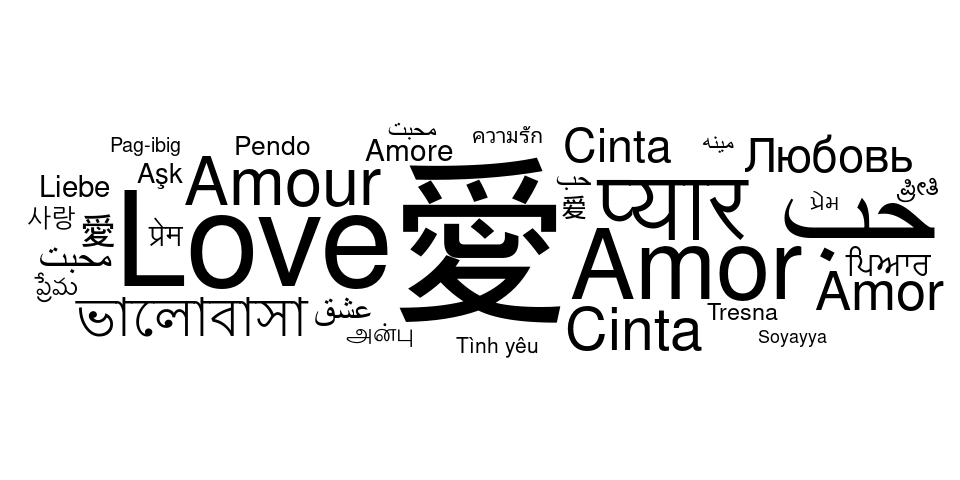 محبت
ความรัก
Pag-ibig
Pendo
Amore
Cinta
مينه
Любовь
Aşk
Liebe
Amour
愛
حب
प्यार
প্রেম
ప్రేమ
ಪ್ರೀತಿ
사랑
愛
प्रेम
Love
愛
Amor
حب
محبت
ਪਿਆਰ
Amor
ভালোবাসা
عشق
அன்பு
Tình yêu
Cinta
Tresna
Soyayya